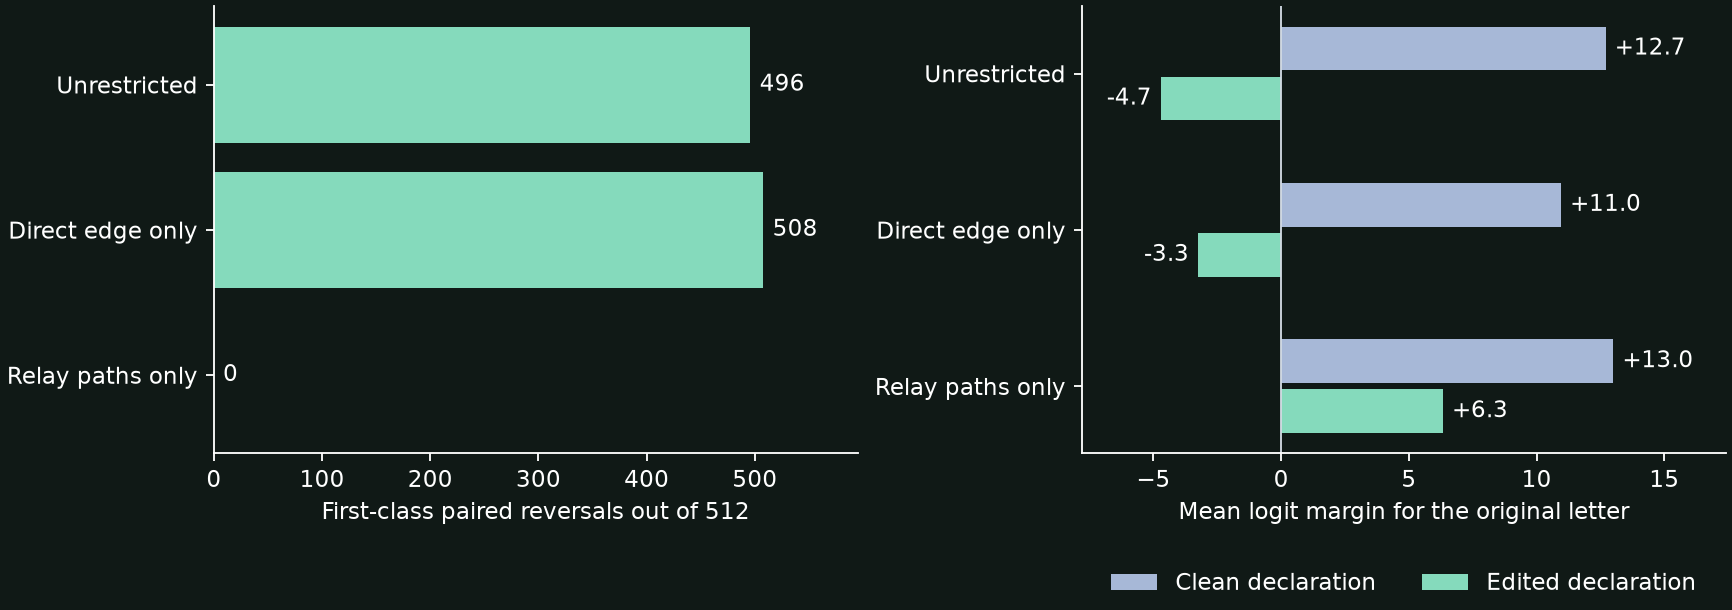 Unrestricted
496
Direct edge only
508
Relay paths only
0
0 100 200 300 400 500
First-class paired reversals out of 512
Unrestricted
+12.7
-4.7
Direct edge only
+11.0
-3.3
Relay paths only
+13.0
+6.3
−5 0 5 10 15
Mean logit margin for the original letter
Clean declaration
Edited declaration